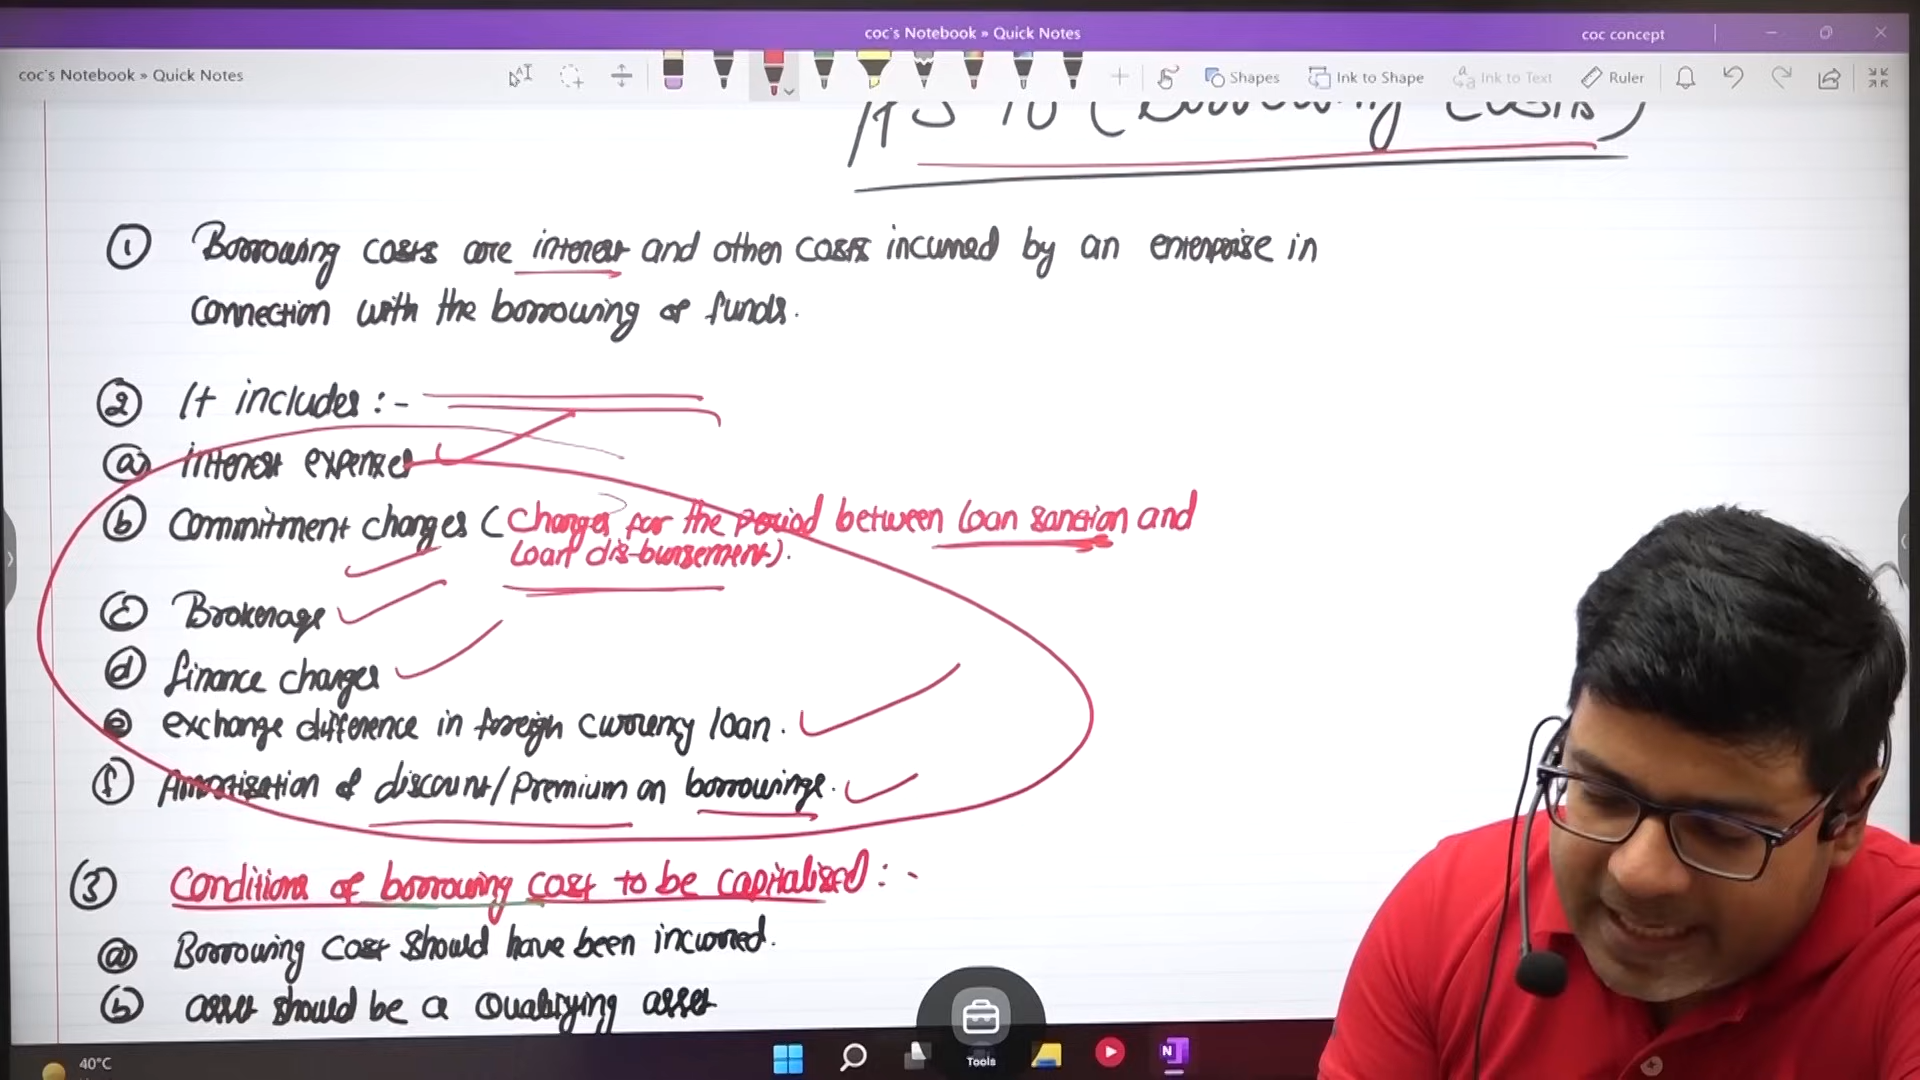 coc's Notebook » Quick Notes
coc concept
coc's Notebook » Quick Notes
Shapes
Ink to Shape
Ink to Text
Ruler
AS 16 (Borrowing Costs)
① Borrowing costs are interest and other costs incurred by an enterprise in
connection with the borrowing of funds.
② It includes :-
ⓐ Interest expenses
ⓑ Commitment charges (charges for the period between loan sanction and
loan dis-bursement).
ⓒ Brokerage
ⓓ finance charges
ⓔ exchange difference in foreign currency loan.
ⓕ Amortisation of discount/Premium on borrowings.
③ Conditions of borrowing cost to be capitalised :-
ⓐ Borrowing cost should have been incurred.
ⓑ asset should be a Qualifying asset
Tools
40°C